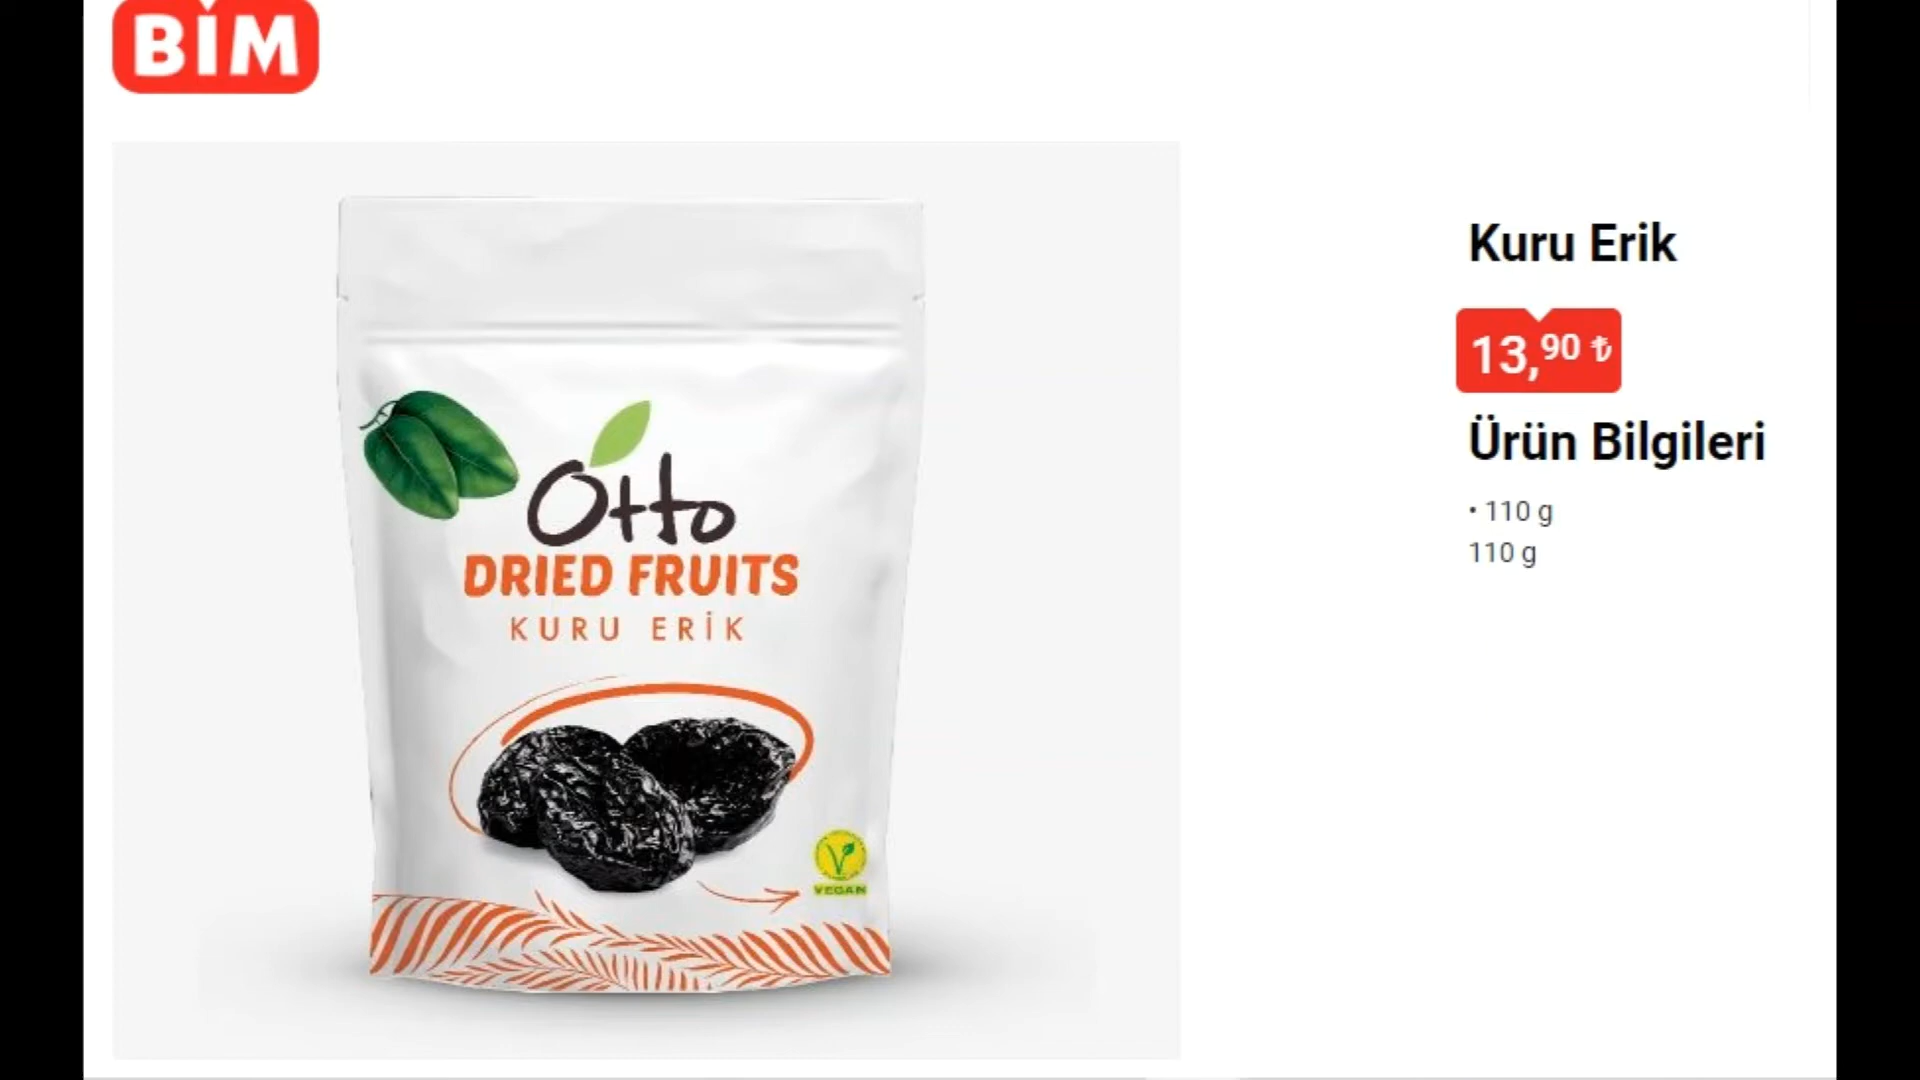 BİM
Kuru Erik
13,90 ₺
Ürün Bilgileri
• 110 g
110 g
Otto
DRIED FRUITS
KURU ERİK
VEGAN